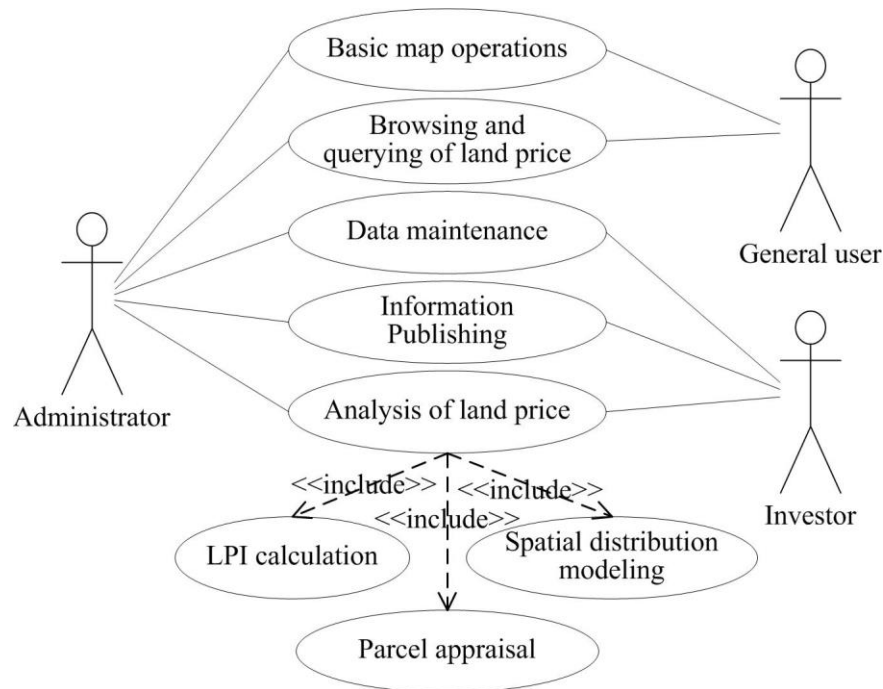 Basic map operations
Browsing and
querying of land price
Data maintenance
General user
Information
Publishing
Administrator
Analysis of land price
<<include>>
<<include>>
<<include>>
Investor
LPI calculation
Spatial distribution
modeling
Parcel appraisal